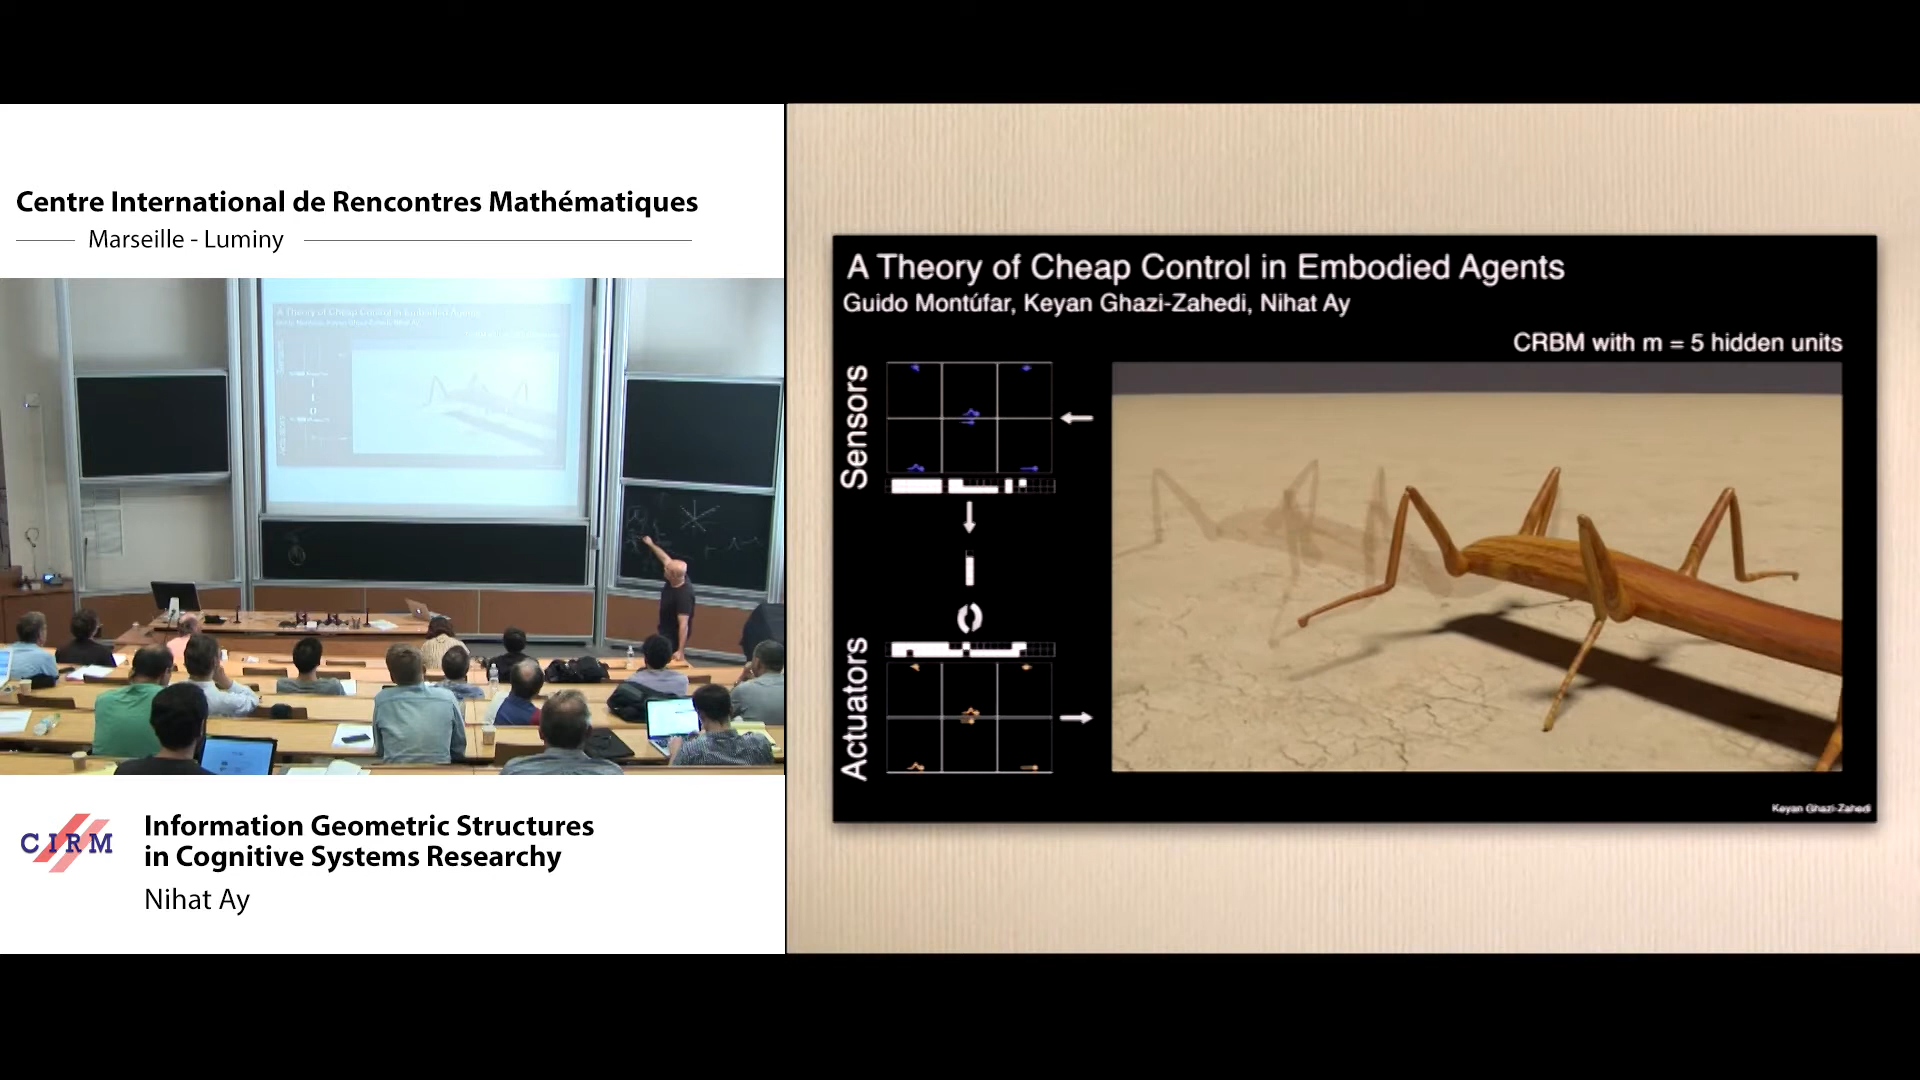 Centre International de Rencontres Mathématiques
Marseille - Luminy
CIRM
Information Geometric Structures
in Cognitive Systems Researchy
Nihat Ay
A Theory of Cheap Control in Embodied Agents
Guido Montúfar, Keyan Ghazi-Zahedi, Nihat Ay
CRBM with m = 5 hidden units
Sensors
Actuators
Keyan Ghazi-Zahedi